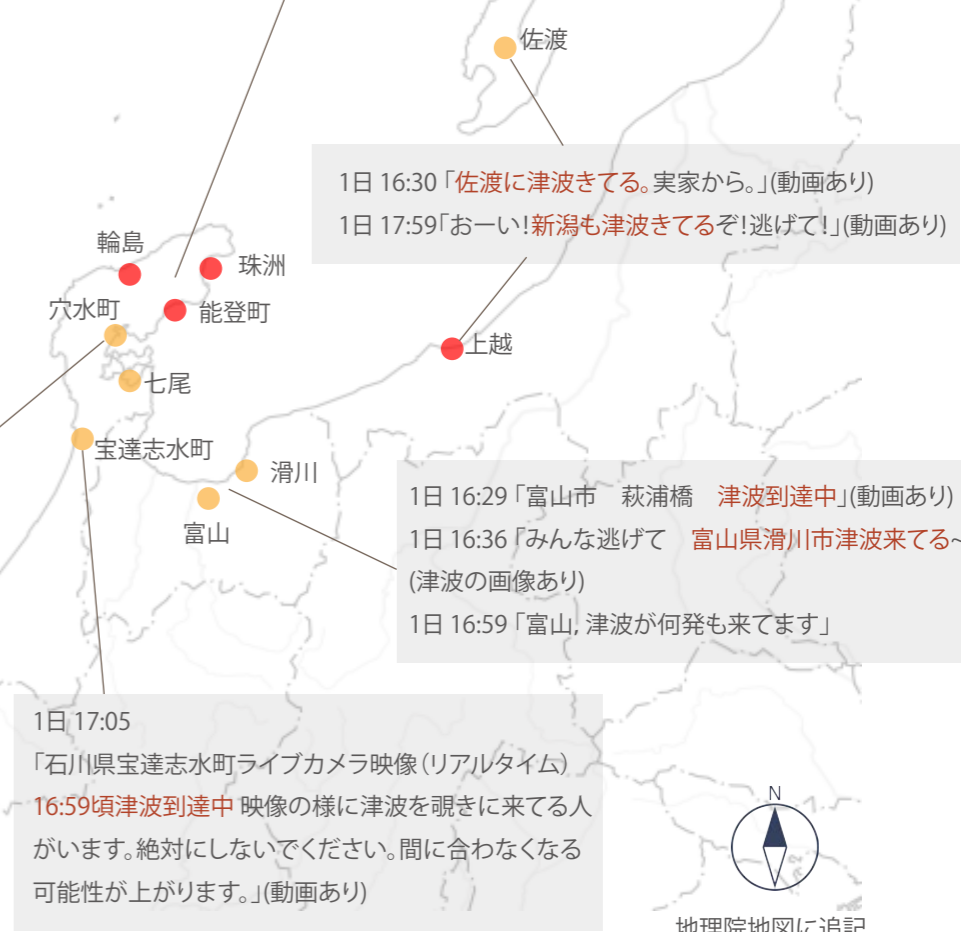 佐渡
1日 16:30 「佐渡に津波きてる。実家から。」(動画あり)
1日 17:59「おーい!新潟も津波きてるぞ!逃げて!」(動画あり)
輪島
珠洲
穴水町
能登町
上越
七尾
宝達志水町
滑川
富山
1日 16:29 「富山市　萩浦橋　津波到達中」(動画あり)
1日 16:36 「みんな逃げて　富山県滑川市津波来てる~
(津波の画像あり)
1日 16:59 「富山, 津波が何発も来てます」
1日 17:05
「石川県宝達志水町ライブカメラ映像(リアルタイム)
16:59頃津波到達中 映像の様に津波を覗きに来てる人
がいます。絶対にしないでください。間に合わなくなる
可能性が上がります。」(動画あり)
N
地理院地図に追記